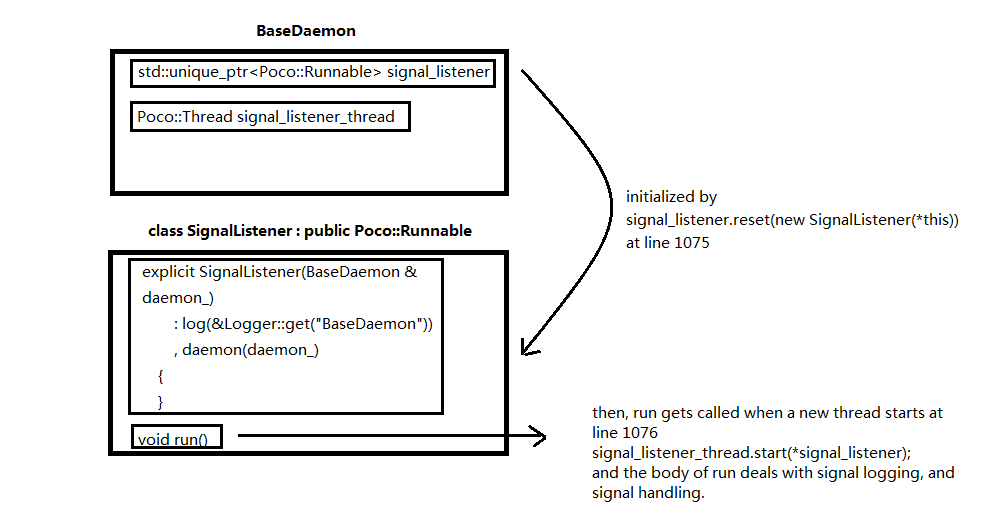 BaseDaemon
std::unique_ptr<Poco::Runnable> signal_listener
Poco::Thread signal_listener_thread
initialized by
signal_listener.reset(new SignalListener(*this))
at line 1075
class SignalListener : public Poco::Runnable
explicit SignalListener(BaseDaemon &
daemon_)
: log(&Logger::get("BaseDaemon"))
, daemon(daemon_)
{
}
void run()
then, run gets called when a new thread starts at
line 1076
signal_listener_thread.start(*signal_listener);
and the body of run deals with signal logging, and
signal handling.